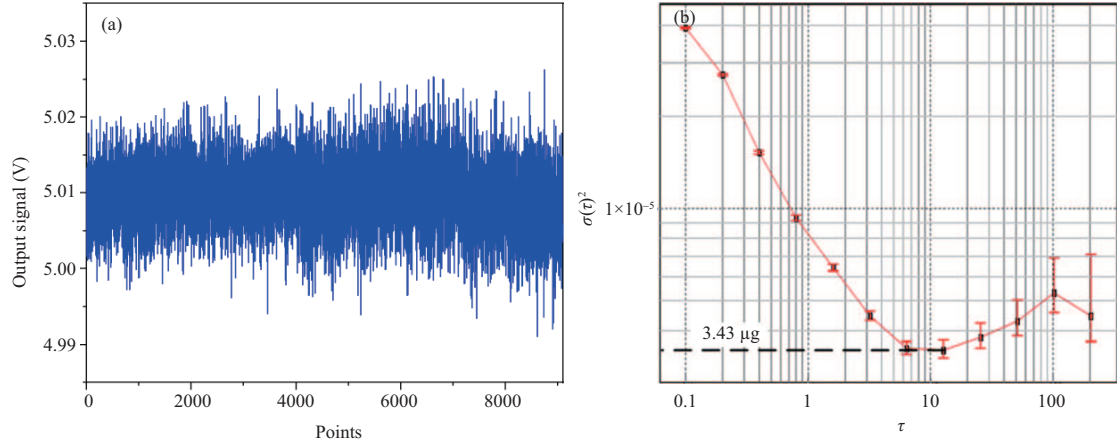 (a)
5.03
5.02
5.01
5.00
4.99
Output signal (V)
0 2000 4000 6000 8000
Points
(b)
1×10⁻⁵
σ(τ)²
3.43 μg
0.1 1 10 100
τ